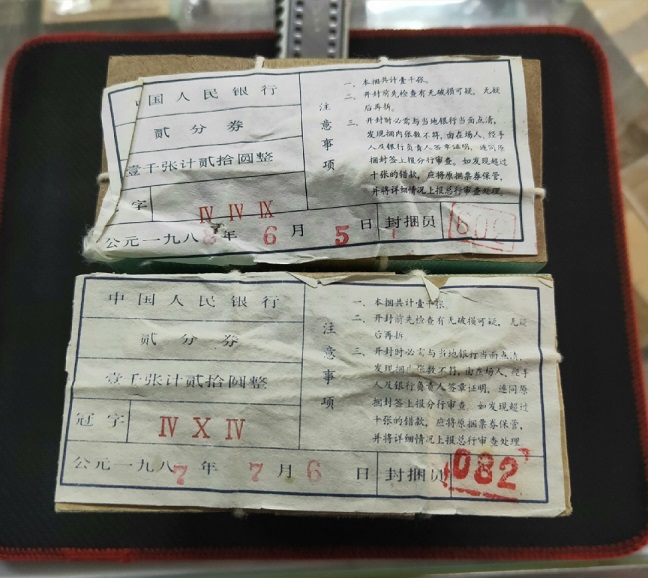 中国人民银行
贰分券
壹千张计贰拾圆整
字
Ⅳ Ⅳ Ⅸ
公元一九八 年 6 月 5 日 封捆员
注意事项
一、本捆共计壹千张。
二、开封前先检查有无破损可疑，无疑
后再拆。
三、开封时必需与当地银行当面点清，
发现捆内张数不符，由在场人、经手
人及银行负责人签章证明，连同原
捆封签上报分行审查。如发现超过
十张的错款，应将原捆票券保管，
并将详细情况上报总行审查处理。
中国人民银行
贰分券
壹千张计贰拾圆整
冠字
Ⅳ Ⅹ Ⅳ
公元一九八7年 7 月 6 日 封捆员 082
注意事项
一、本捆共计壹千张。
二、开封前先检查有无破损可疑，无疑
后再拆
三、开封时必需与当地银行当面点清，
发现捆内张数不符，由在场人、经手
人及银行负责人签章证明，连同原
捆封签上报分行审查。如发现超过
十张的错款，应将原捆票券保管，
并将详细情况上报总行审查处理